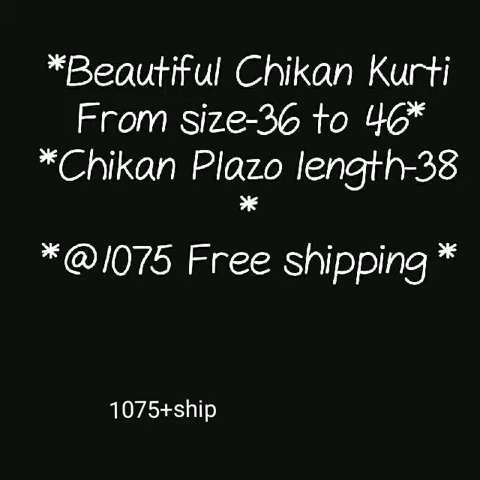 *Beautiful Chikan Kurti
From size-36 to 46*
*Chikan Plazo length-38
*
*@1075 Free shipping *
1075+ship